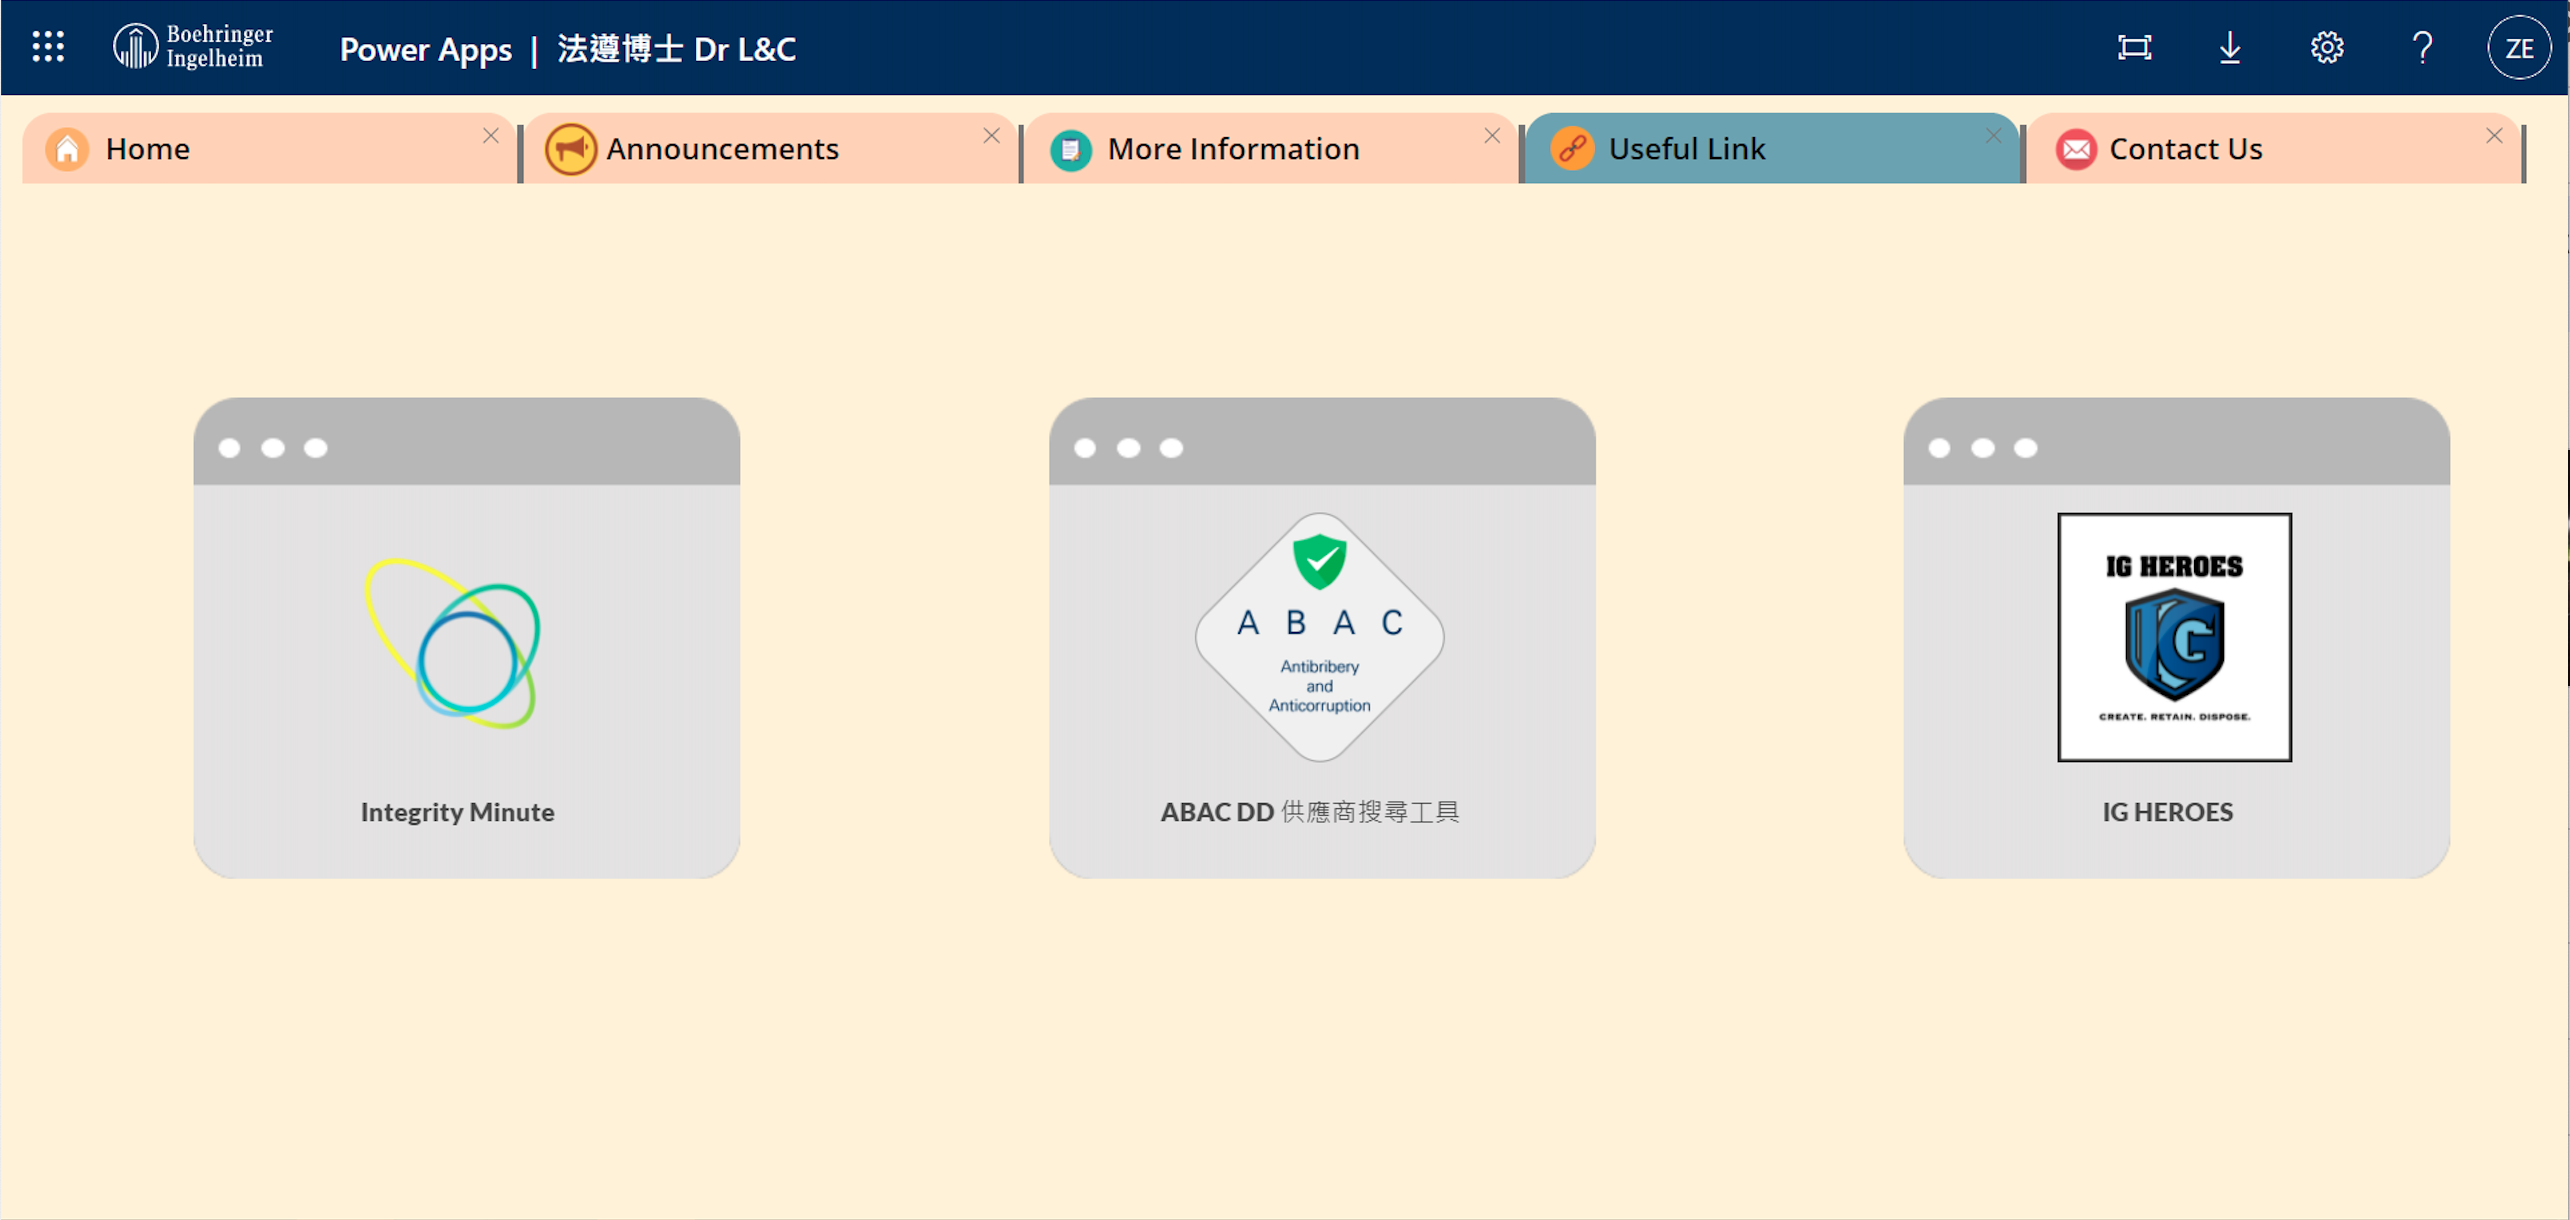 Boehringer
Ingelheim
Power Apps | 法遵博士 Dr L&C
ZE
Home
Announcements
More Information
Useful Link
Contact Us
Integrity Minute
A B A C
Antibribery
and
Anticorruption
ABAC DD 供應商搜尋工具
IG HEROES
CREATE. RETAIN. DISPOSE.
IG HEROES